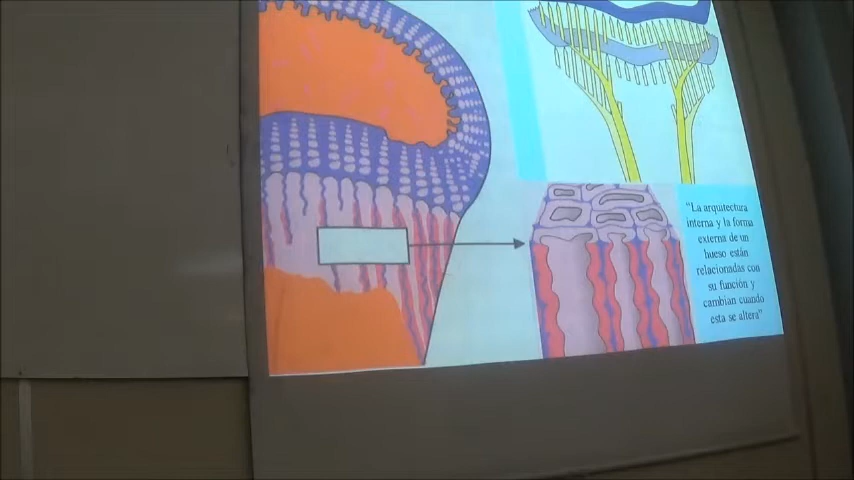 "La arquitectura
interna y la forma
externa de un
hueso están
relacionadas con
su función y
cambian cuando
esta se altera"